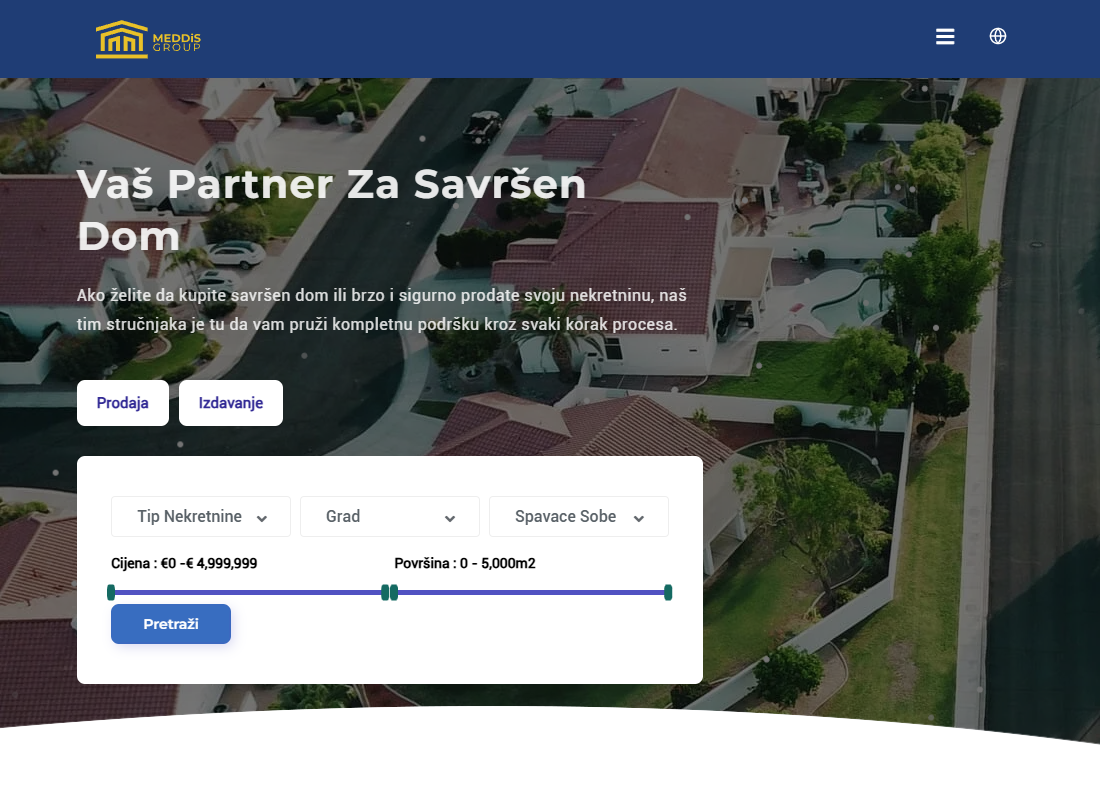 MEDDiS
GROUP
Vaš Partner Za Savršen
Dom
Ako želite da kupite savršen dom ili brzo i sigurno prodate svoju nekretninu, naš
tim stručnjaka je tu da vam pruži kompletnu podršku kroz svaki korak procesa.
Prodaja Izdavanje
Tip Nekretnine Grad Spavace Sobe
Cijena : €0 -€ 4,999,999 Površina : 0 - 5,000m2
Pretraži